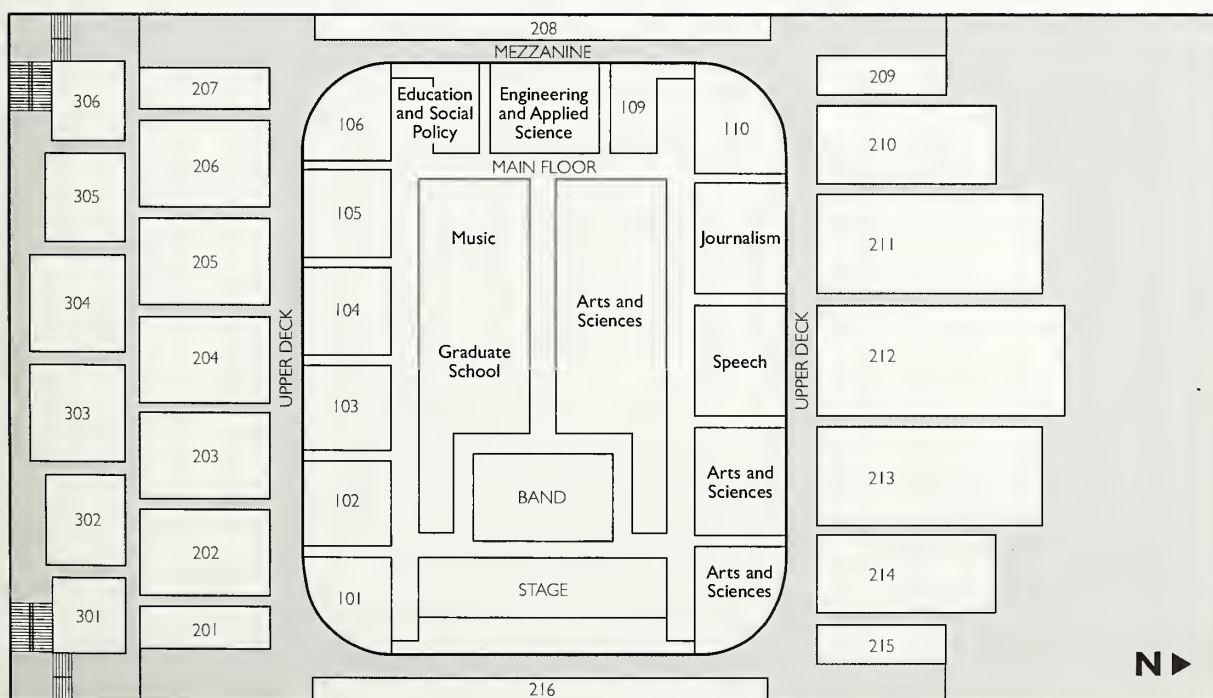 208
MEZZANINE
306
207
Education
and Social
Policy
Engineering
and Applied
Science
109
209
106
110
210
206
MAIN FLOOR
305
105
Music
Journalism
211
205
304
104
Arts and
Sciences
UPPER DECK
204
Graduate
School
Speech
UPPER DECK
212
303
103
203
Arts and
Sciences
213
302
102
BAND
202
214
301
101
STAGE
Arts and
Sciences
201
215
N
216